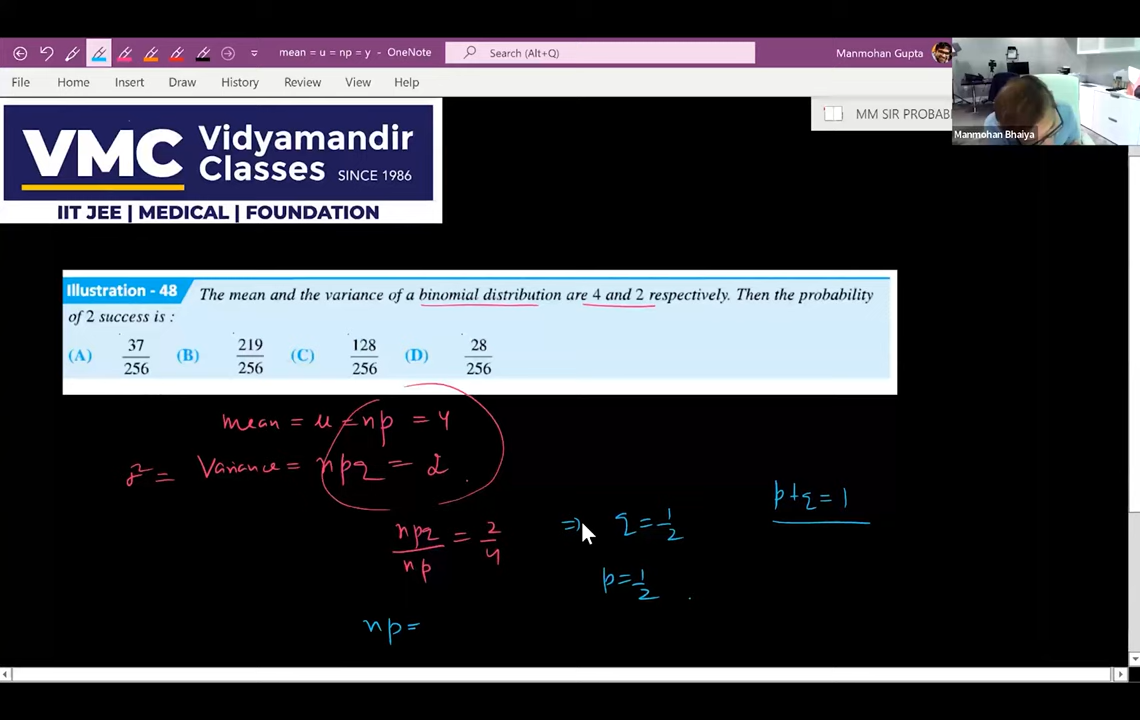 mean = u = np = y - OneNote
Search (Alt+Q)
Manmohan Gupta
File Home Insert Draw History Review View Help
MM SIR PROBAB
Manmohan Bhaiya
VMC Vidyamandir Classes SINCE 1986
IIT JEE | MEDICAL | FOUNDATION
Illustration - 48 The mean and the variance of a binomial distribution are 4 and 2 respectively. Then the probability
of 2 success is :
(A) 37/256 (B) 219/256 (C) 128/256 (D) 28/256
mean = u = np = 4
σ² = Variance = npq = 2
npq/np = 2/4 ⇒ q = 1/2
p+q = 1
p = 1/2
np =